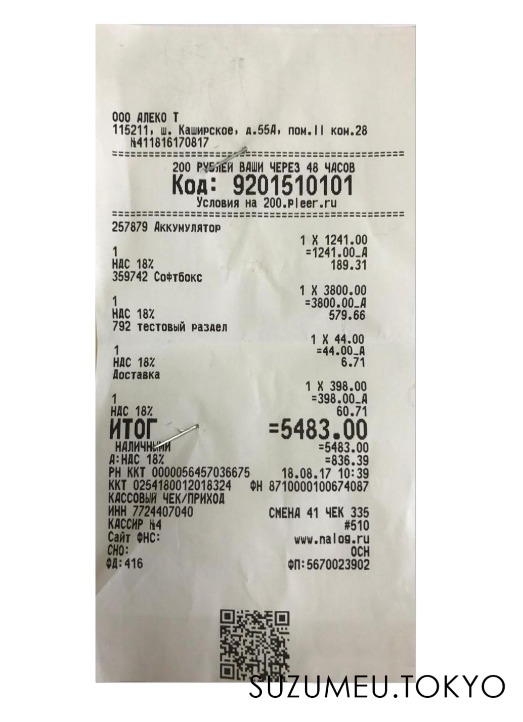 ООО АЛЕКО Т
115211, ш. Каширское, д.55А, пом.II ком.28
№411816170817
200 РУБЛЕЙ ВАШИ ЧЕРЕЗ 48 ЧАСОВ
Код: 9201510101
Условия на 200.pleer.ru
257879 Аккумулятор
1 X 1241.00
1 =1241.00_А
НДС 18% 189.31
359742 Софтбокс
1 X 3800.00
1 =3800.00_А
НДС 18% 579.66
792 тестовый раздел
1 X 44.00
1 =44.00_А
НДС 18% 6.71
Доставка
1 X 398.00
1 =398.00_А
НДС 18% 60.71
ИТОГ =5483.00
НАЛИЧНЫМИ =5483.00
А:НДС 18% =836.39
РН ККТ 0000056457036675 18.08.17 10:39
ККТ 0254180012018324 ФН 8710000100674087
КАССОВЫЙ ЧЕК/ПРИХОД
ИНН 7724407040 СМЕНА 41 ЧЕК 335
КАССИР №4 #510
Сайт ФНС: www.nalog.ru
СНО: ОСН
ФД:416 ФП:5670023902
SUZUMEU.TOKYO